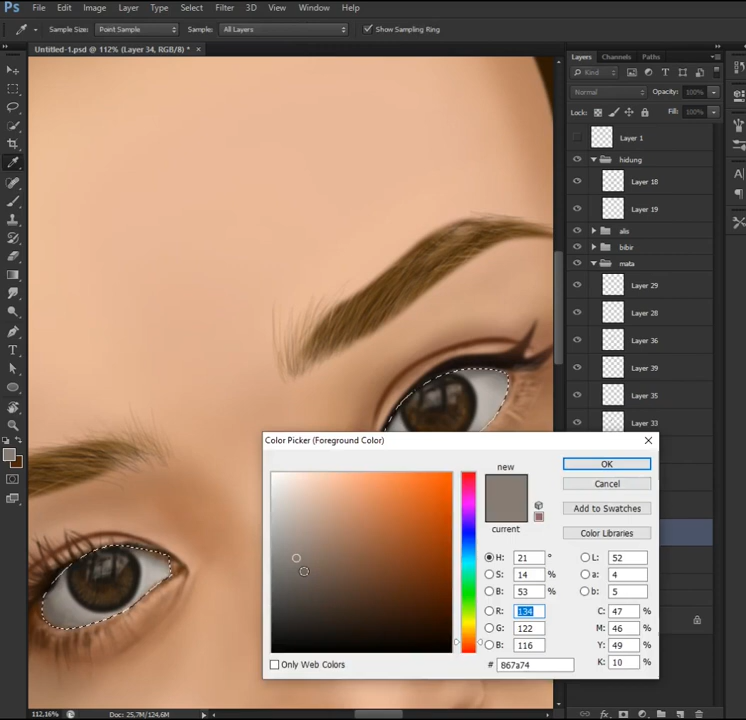 Ps File Edit Image Layer Type Select Filter 3D View Window Help
Sample Size: Point Sample Sample: All Layers Show Sampling Ring
Untitled-1.psd @ 112% (Layer 34, RGB/8) * ×
Layers Channels Paths
Kind
Normal Opacity: 100%
Lock: Fill: 100%
Layer 1
hidung
Layer 18
Layer 19
alis
bibir
mata
Layer 29
Layer 28
Layer 36
Layer 39
Layer 35
Layer 33
Color Picker (Foreground Color)
new
current
OK
Cancel
Add to Swatches
Color Libraries
H: 21 ° L: 52
S: 14 % a: 4
B: 53 % b: 5
R: 134 C: 47 %
G: 122 M: 46 %
B: 116 Y: 49 %
# 867a74 K: 10 %
Only Web Colors
112,16% Doc: 25,7M/124,6M